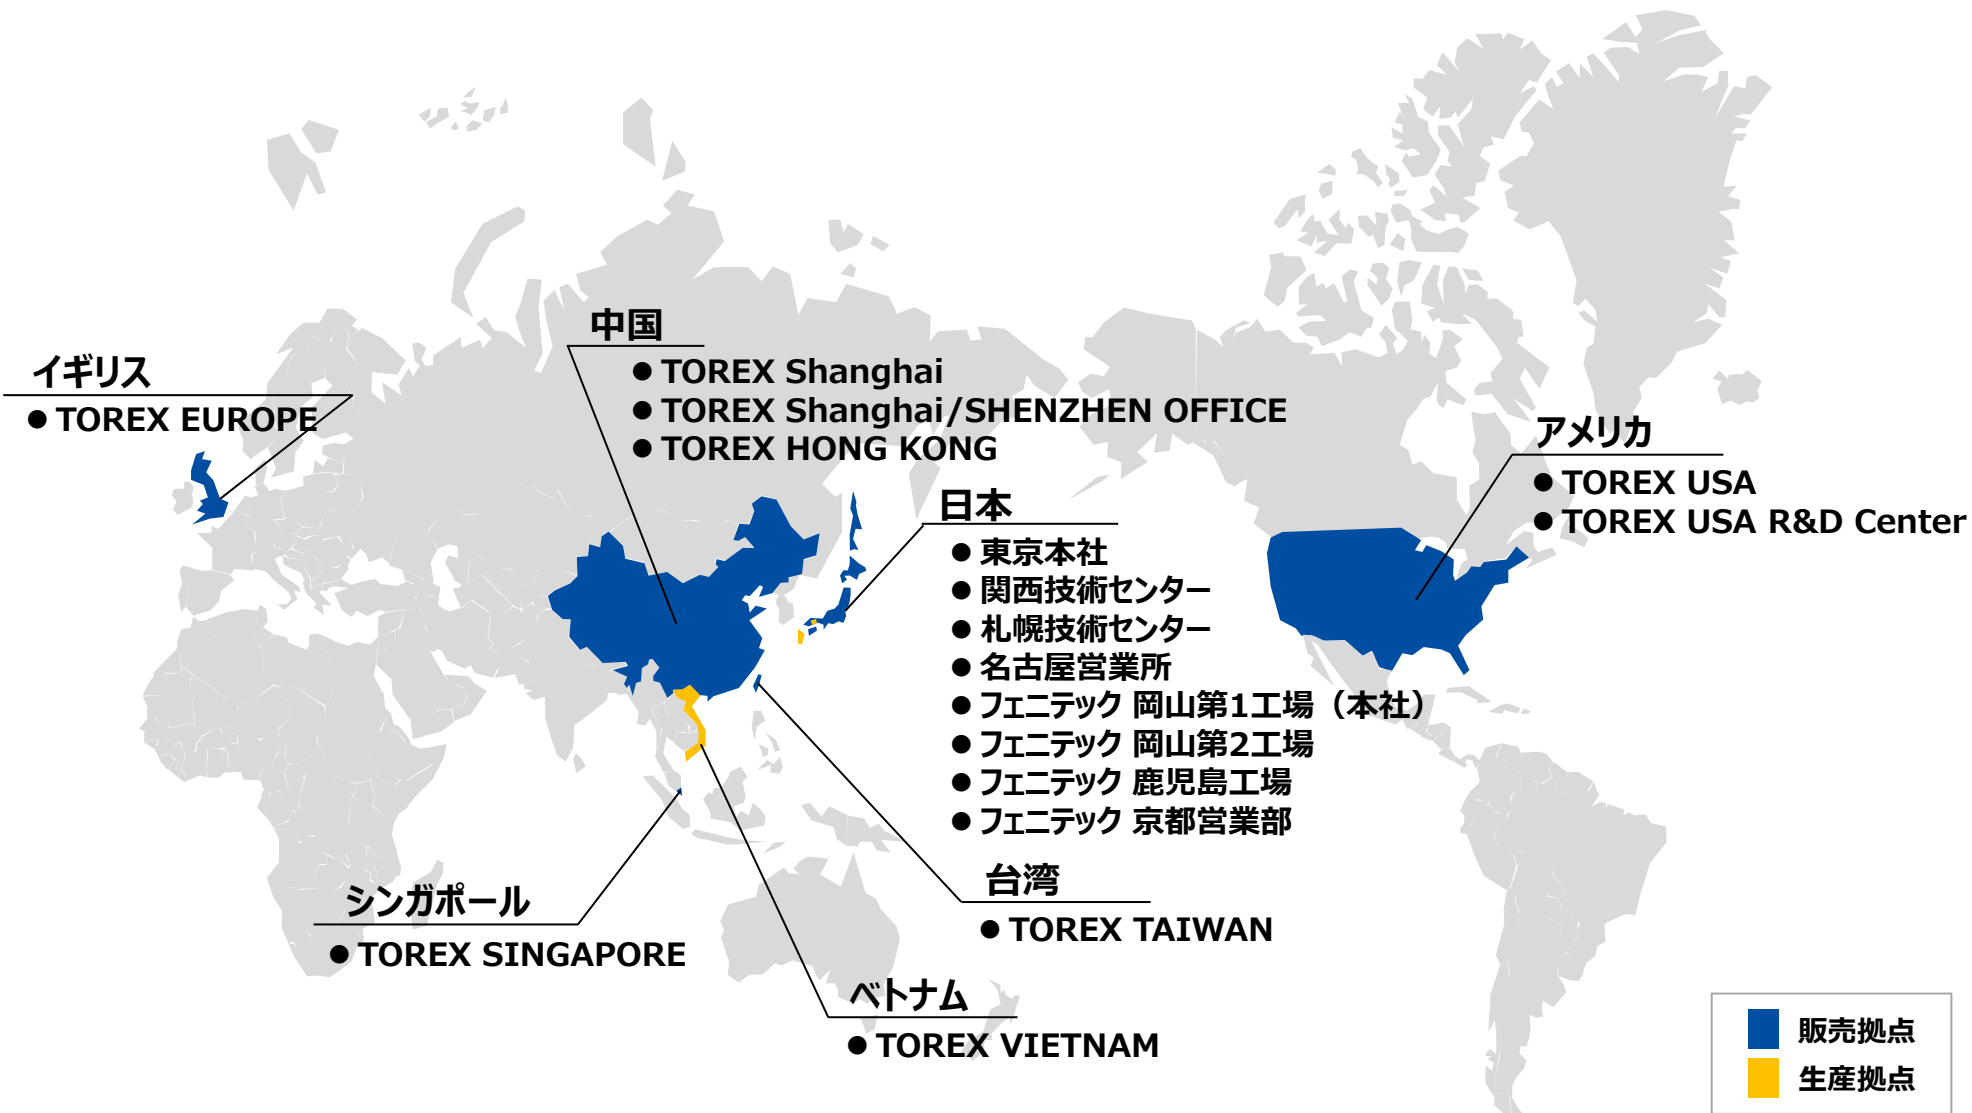 イギリス
● TOREX EUROPE
中国
● TOREX Shanghai
● TOREX Shanghai/SHENZHEN OFFICE
● TOREX HONG KONG
日本
● 東京本社
● 関西技術センター
● 札幌技術センター
● 名古屋営業所
● フェニテック 岡山第1工場（本社）
● フェニテック 岡山第2工場
● フェニテック 鹿児島工場
● フェニテック 京都営業部
アメリカ
● TOREX USA
● TOREX USA R&D Center
台湾
● TOREX TAIWAN
シンガポール
● TOREX SINGAPORE
ベトナム
● TOREX VIETNAM
販売拠点
生産拠点